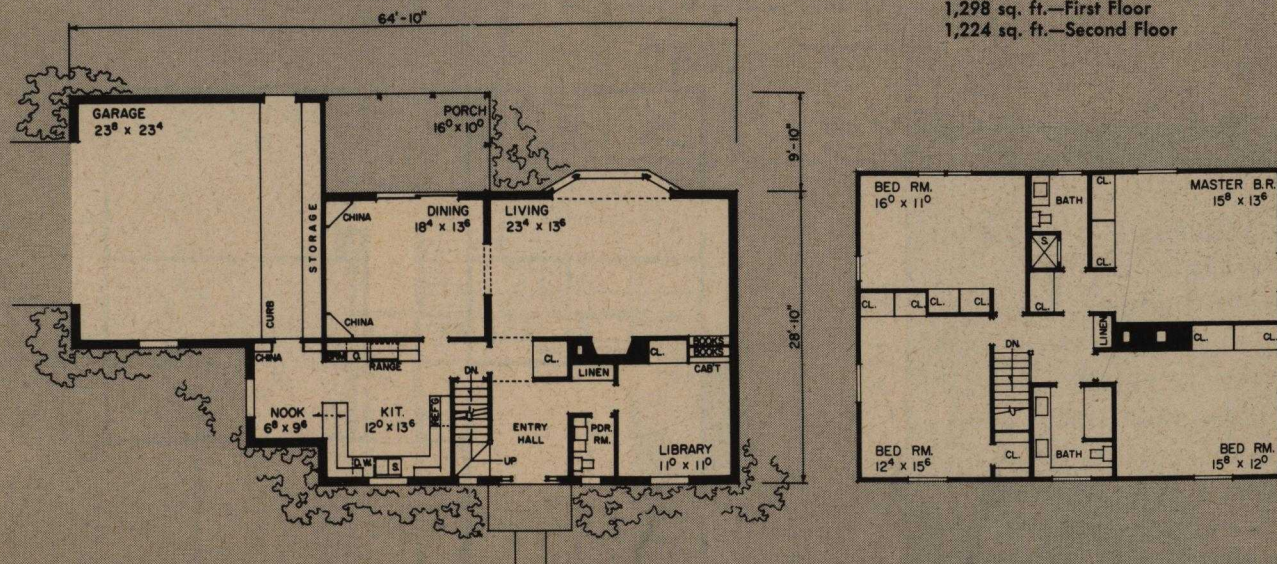 1,298 sq. ft.—First Floor
1,224 sq. ft.—Second Floor
64'-10"
GARAGE
23⁸ x 23⁴
PORCH
16⁰ x 10⁰
9'-10"
STORAGE
CURB
CHINA
DINING
18⁴ x 13⁶
LIVING
23⁴ x 13⁶
CHINA
28'-10"
CHINA
O.
RANGE
CL.
LINEN
CL.
BOOKS
BOOKS
CAB'T
DN.
NOOK
6⁸ x 9⁶
KIT.
12⁰ x 13⁶
REF'G
ENTRY
HALL
PDR.
RM.
LIBRARY
11⁰ x 11⁰
D.W.
S.
UP
BED RM.
16⁰ x 11⁰
BATH
S.
CL.
CL.
CL.
MASTER B.R.
15⁸ x 13⁶
CL.
CL.
CL.
CL.
LINEN
CL.
CL.
DN.
BED RM.
12⁴ x 15⁶
CL.
BATH
BED RM.
15⁸ x 12⁰